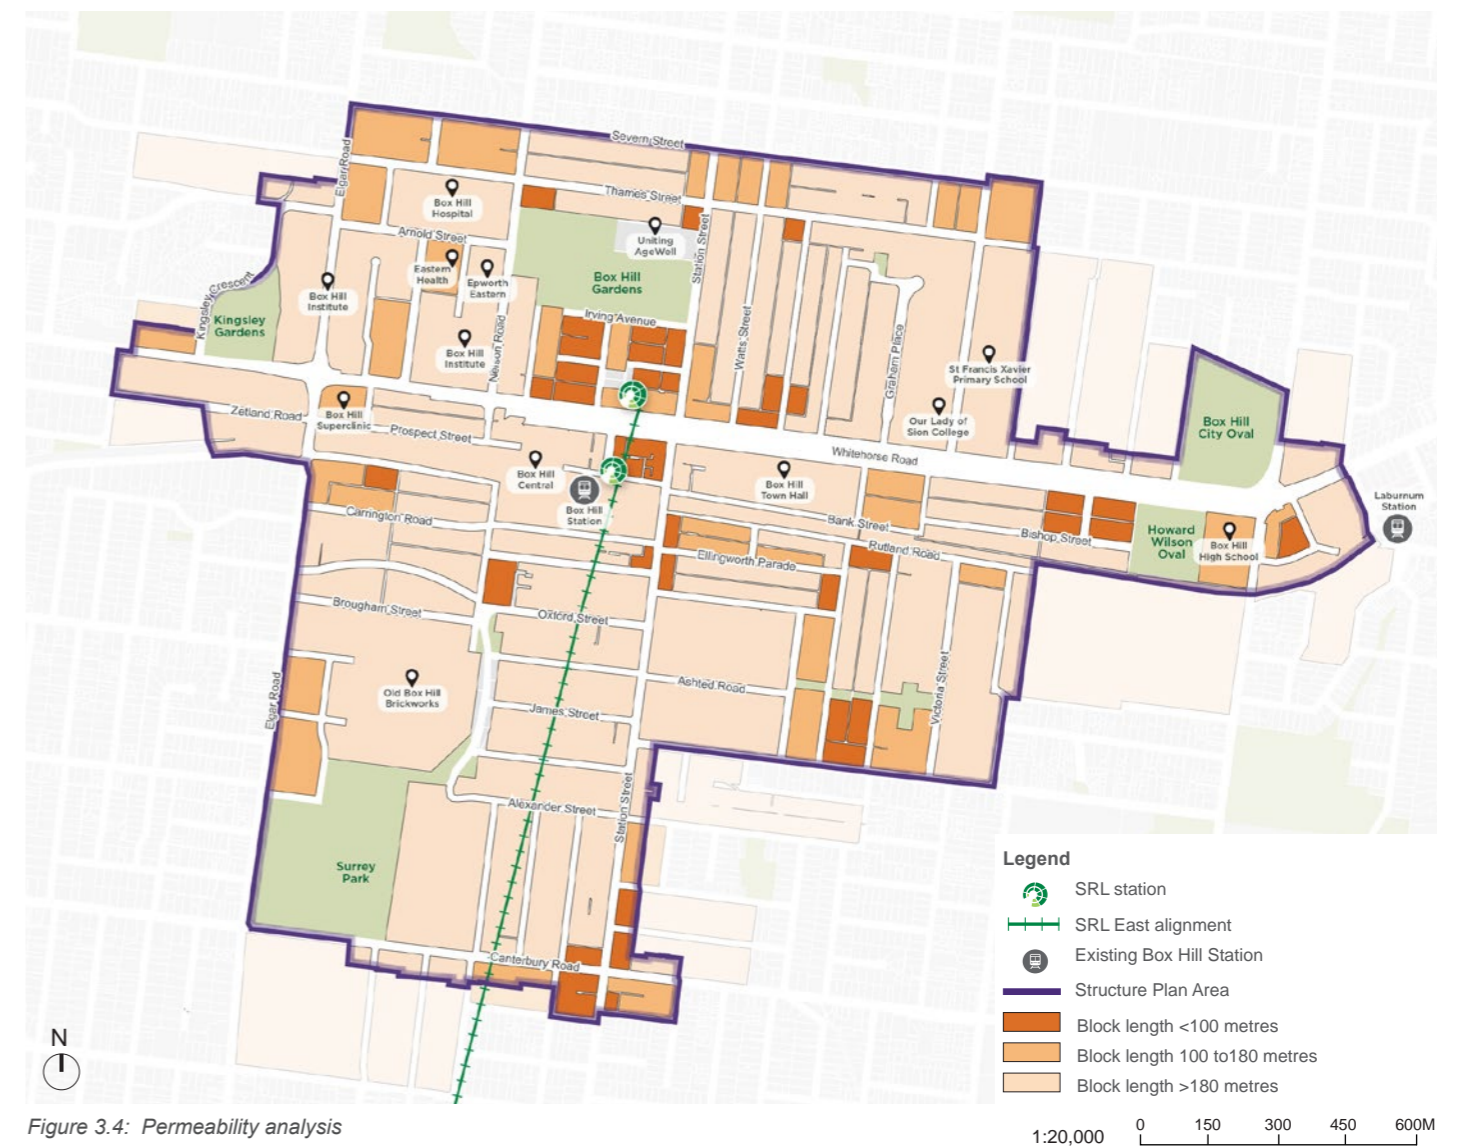 Severn Street
Elgar Road
Thames Street
Box Hill
Hospital
Arnold Street
Station Street
Uniting
AgeWell
Eastern
Health
Epworth
Eastern
Box Hill
Gardens
Kingsley Crescent
Box Hill
Institute
Kingsley
Gardens
Irving Avenue
Watts Street
Nelson Road
Box Hill
Institute
Graham Place
St Francis Xavier
Primary School
Our Lady of
Sion College
Box Hill
City Oval
Zetland Road
Box Hill
Superclinic
Prospect Street
Whitehorse Road
Box Hill
Central
Box Hill
Station
Box Hill
Town Hall
Laburnum
Station
Carrington Road
Bank Street
Rutland Road
Bishop Street
Howard
Wilson
Oval
Box Hill
High School
Ellingworth Parade
Brougham Street
Oxford Street
Elgar Road
Old Box Hill
Brickworks
Ashted Road
Victoria Street
James Street
Station Street
Alexander Street
Surrey
Park
Canterbury Road
Legend
SRL station
SRL East alignment
Existing Box Hill Station
Structure Plan Area
Block length <100 metres
Block length 100 to180 metres
Block length >180 metres
N
Figure 3.4: Permeability analysis
1:20,000
0 150 300 450 600M